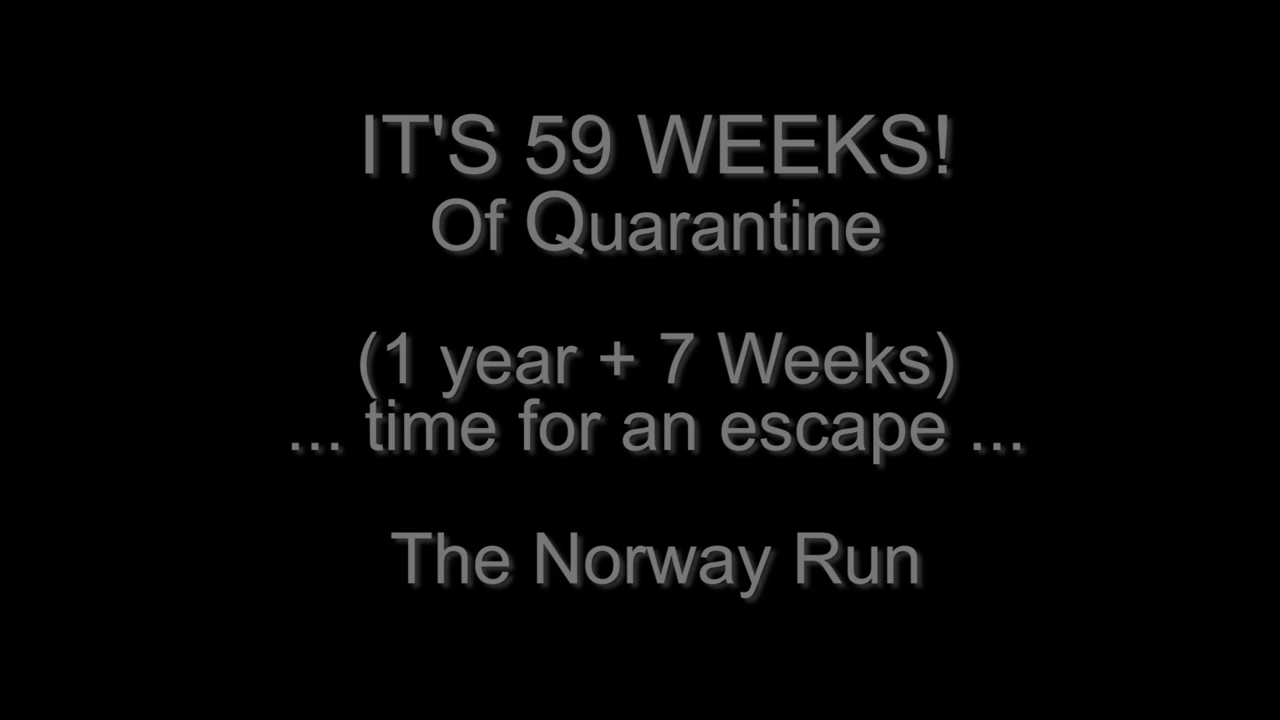 IT'S 59 WEEKS!
Of Quarantine
(1 year + 7 Weeks)
... time for an escape ...
The Norway Run